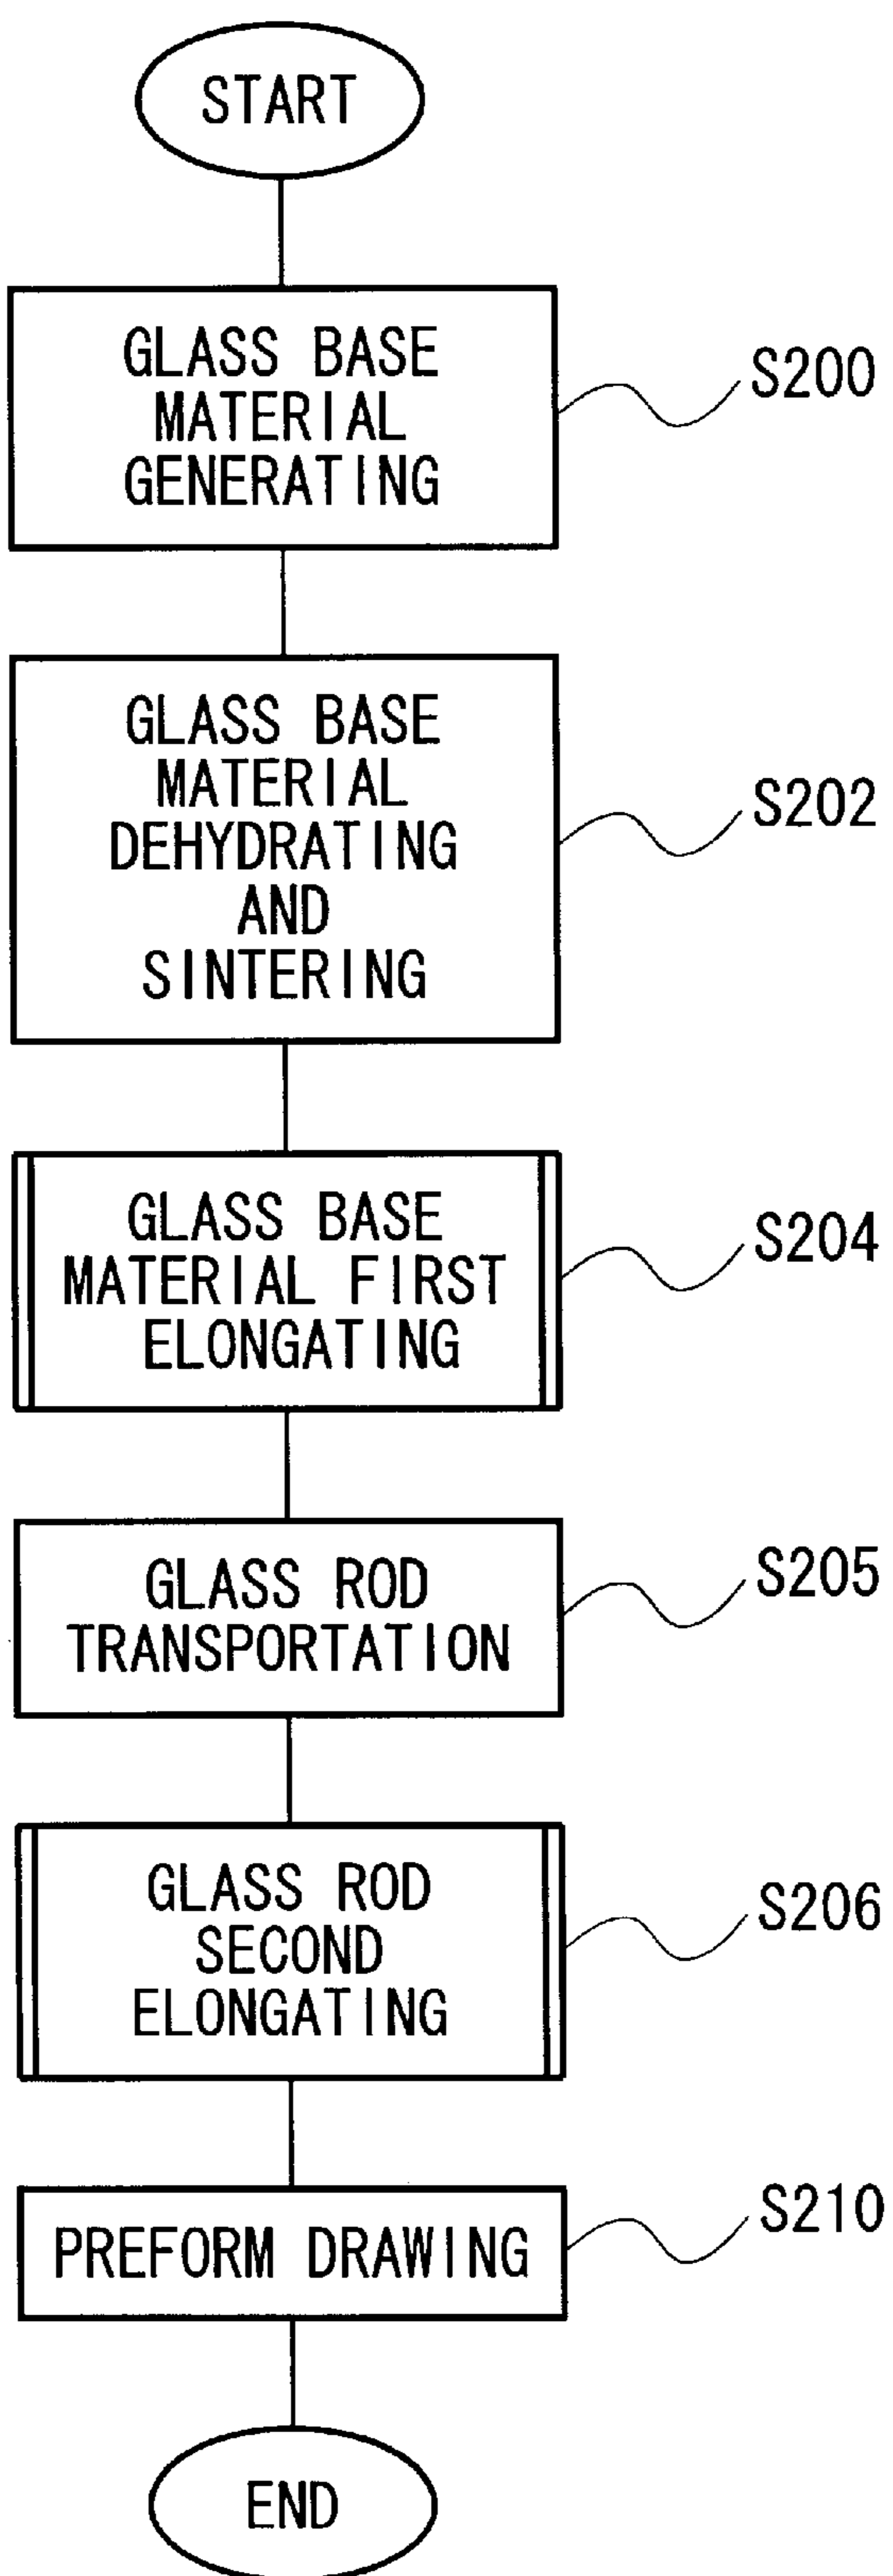 START
GLASS BASE
MATERIAL
GENERATING
S200
GLASS BASE
MATERIAL
DEHYDRATING
AND
SINTERING
S202
GLASS BASE
MATERIAL FIRST
ELONGATING
S204
GLASS ROD
TRANSPORTATION
S205
GLASS ROD
SECOND
ELONGATING
S206
PREFORM DRAWING
S210
END